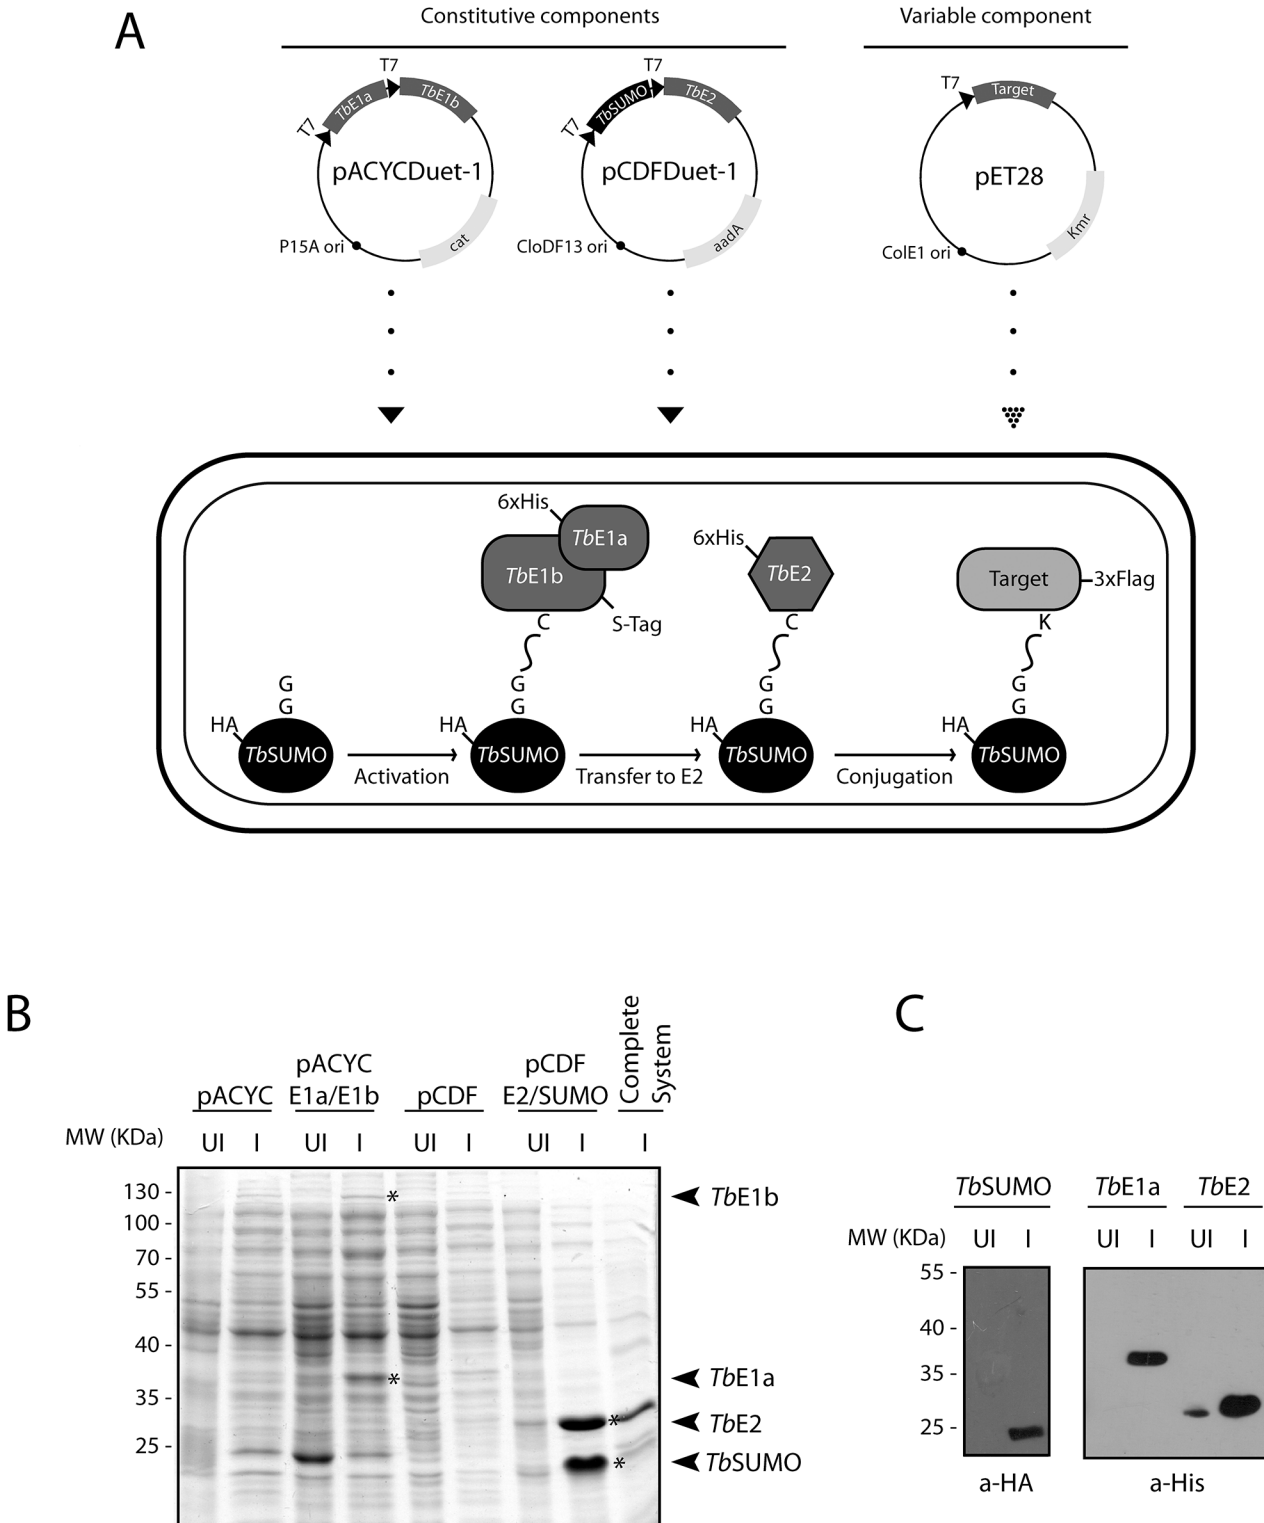 A
Constitutive components
Variable component
T7
T7
TbE1a
TbE1b
pACYCDuet-1
P15A ori
cat
T7
T7
TbSUMO
TbE2
pCDFDuet-1
CloDF13 ori
aadA
T7
Target
pET28
ColE1 ori
Kmr
6xHis
TbE1a
TbE1b
S-Tag
C
G
G
HA
TbSUMO
6xHis
TbE2
C
G
G
HA
TbSUMO
Target
3xFlag
K
G
G
HA
TbSUMO
G
G
HA
TbSUMO
Activation
Transfer to E2
Conjugation
B
pACYC
pACYC
E1a/E1b
pCDF
pCDF
E2/SUMO
Complete
System
MW (KDa)
UI I UI I UI I UI I I
130 -
100 -
70 -
55 -
40 -
35 -
25 -
*
*
*
*
TbE1b
TbE1a
TbE2
TbSUMO
C
TbSUMO TbE1a TbE2
MW (KDa) UI I UI I UI I
55 -
40 -
35 -
25 -
a-HA
a-His